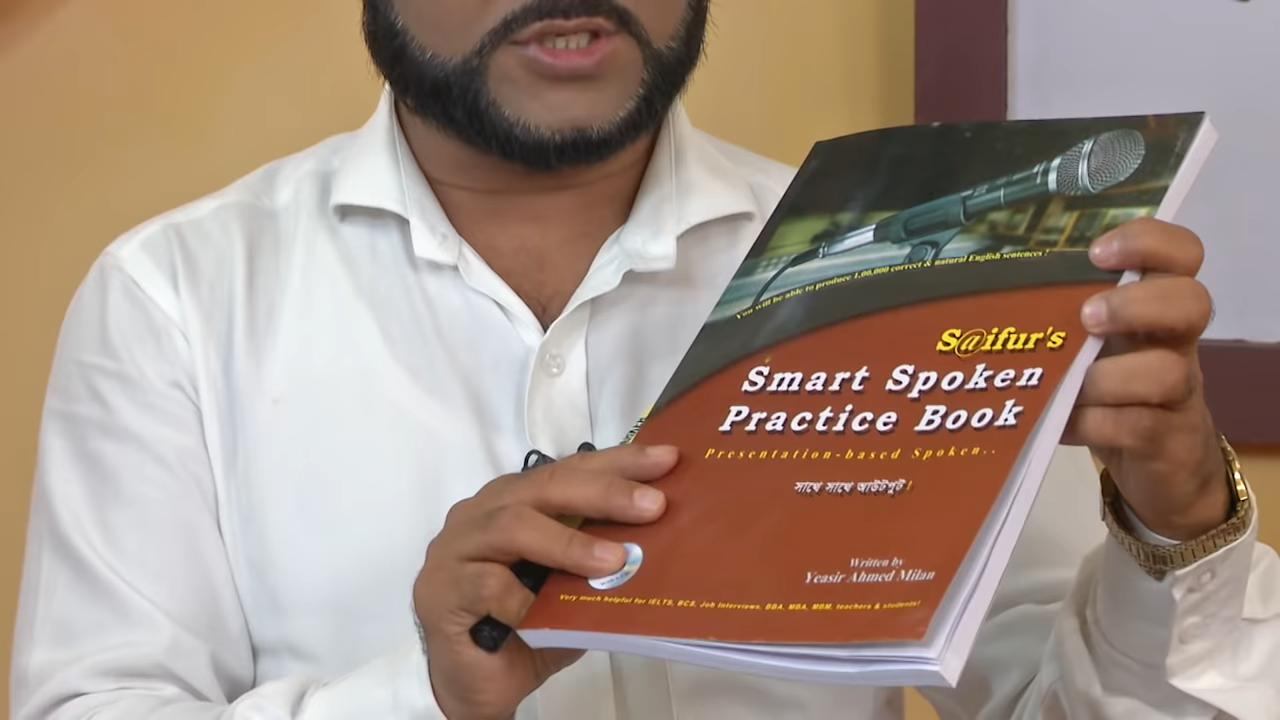 You will be able to produce 1,00,000 correct & natural English sentences !
S@ifur's
Smart Spoken
Practice Book
Presentation-based Spoken..
সাথে সাথে আউটপুট !
Written by
Yeasir Ahmed Milan
Very much helpful for IELTS, BCS, Job Interviews, BBA, MBA, MBM, teachers & students!